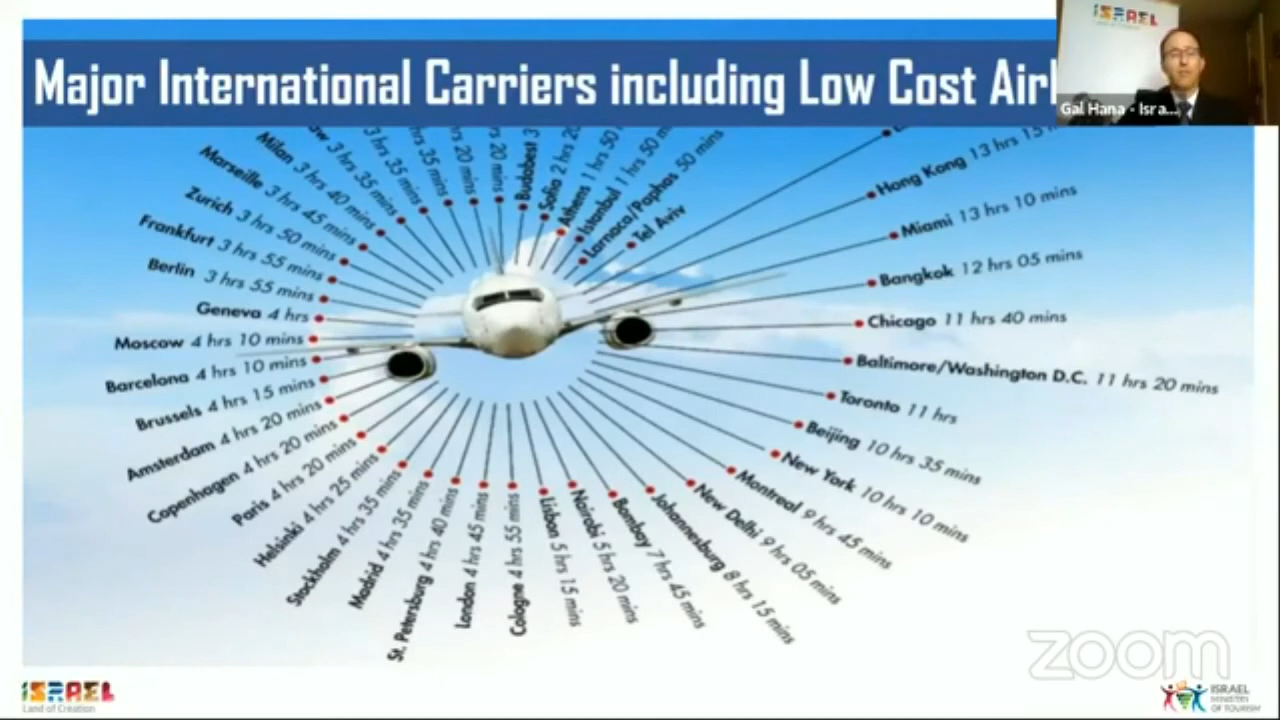 Major International Carriers including Low Cost Airl
ISRAEL
Gal Hana - Isra...
3 hrs 35 mins
Milan 3 hrs 40 mins
Marseille 3 hrs 45 mins
Zurich 3 hrs 50 mins
Frankfurt 3 hrs 55 mins
Berlin 3 hrs 55 mins
Geneva 4 hrs
Moscow 4 hrs 10 mins
Barcelona 4 hrs 10 mins
Brussels 4 hrs 15 mins
Amsterdam 4 hrs 20 mins
Copenhagen 4 hrs 20 mins
Paris 4 hrs 20 mins
Helsinki 4 hrs 25 mins
Stockholm 4 hrs 35 mins
Madrid 4 hrs 35 mins
St. Petersburg 4 hrs 40 mins
London 4 hrs 45 mins
Cologne 4 hrs 55 mins
Lisbon 5 hrs 15 mins
Nairobi 5 hrs 20 mins
Bombay 7 hrs 45 mins
Johannesburg 8 hrs 15 mins
New Delhi 9 hrs 05 mins
Montreal 9 hrs 45 mins
New York 10 hrs 10 mins
Beijing 10 hrs 35 mins
Toronto 11 hrs
Baltimore/Washington D.C. 11 hrs 20 mins
Chicago 11 hrs 40 mins
Bangkok 12 hrs 05 mins
Miami 13 hrs 10 mins
Hong Kong 13 hrs 15
Tel Aviv
Larnaca/Paphos 50 mins
Istanbul 1 hrs 50 m
Athens 1 hrs 50
Sofia 2 hrs 20
Budabest 3
20 mins
20 mins
35 mins
hrs 35 mins
zoom
ISRAEL
Land of Creation
ISRAEL
MINISTRY
OF TOURISM